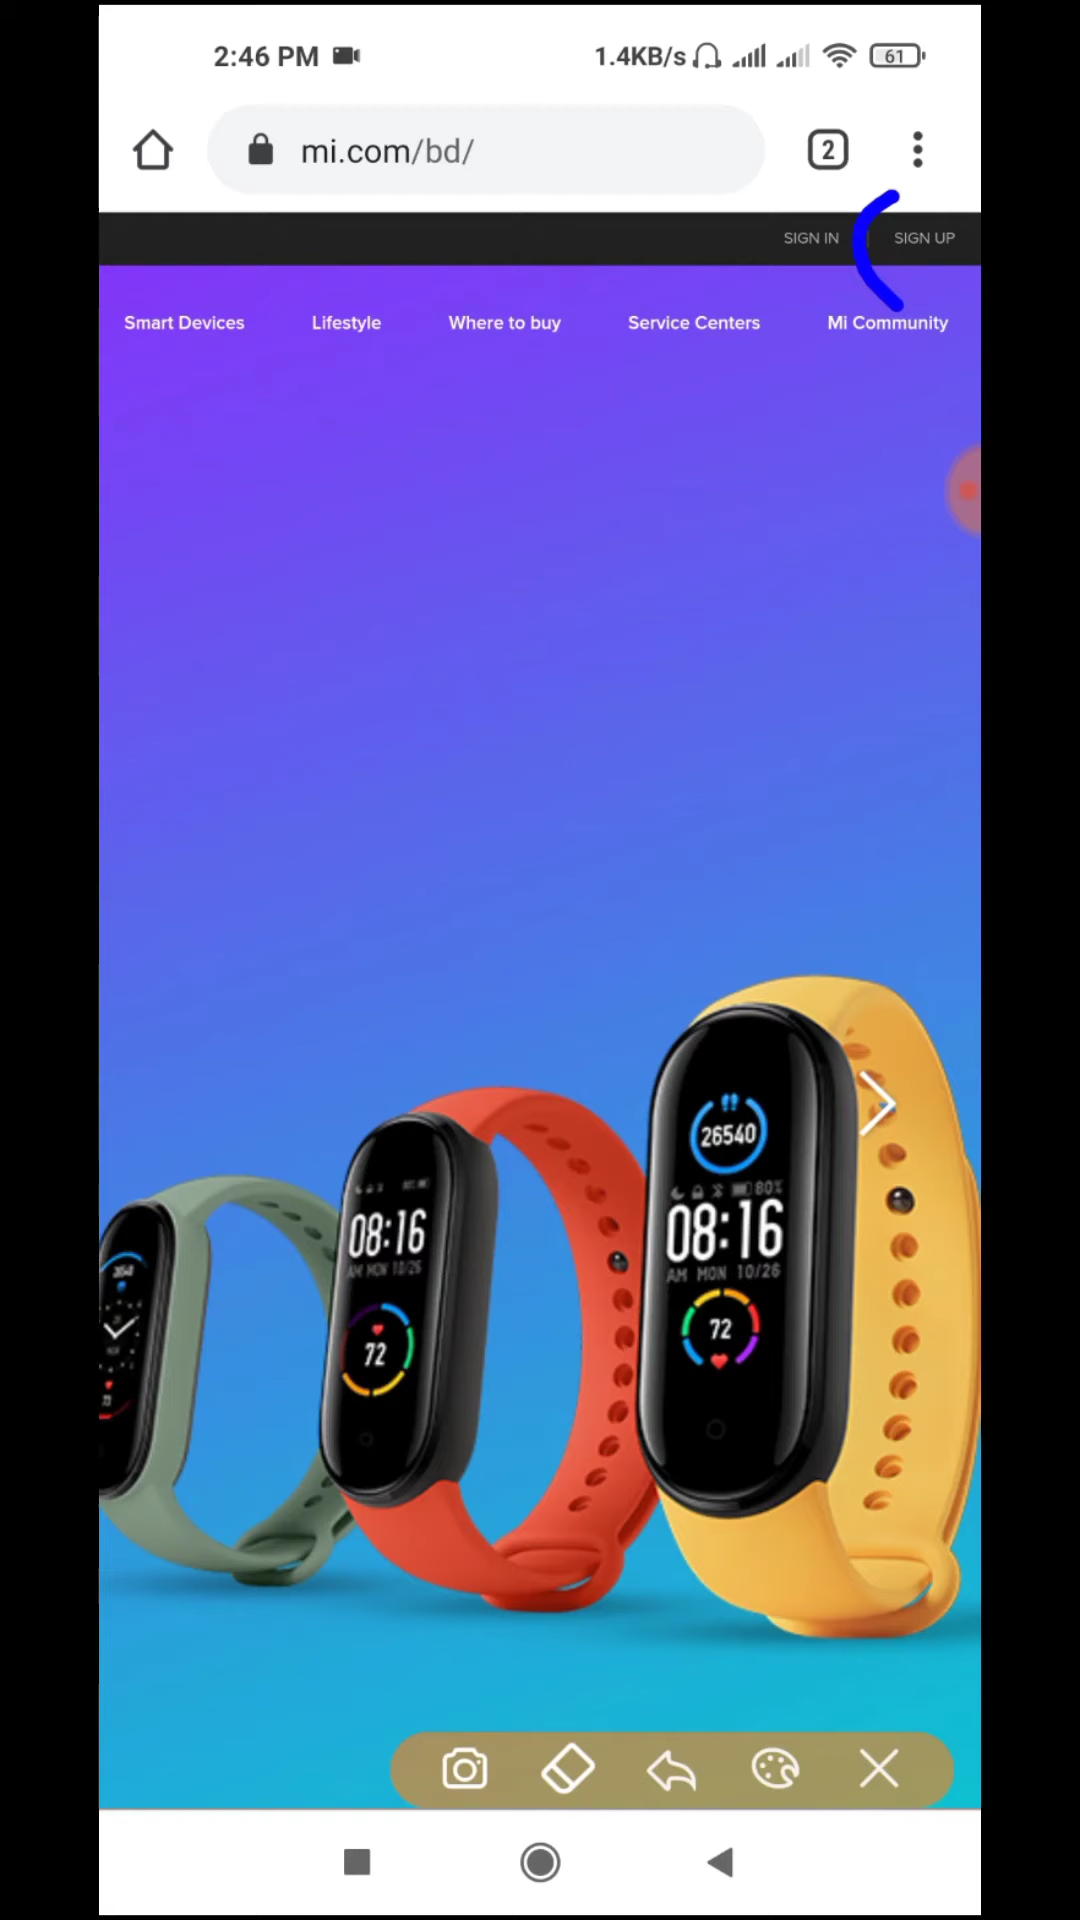 2:46 PM 1.4KB/s 61
mi.com/bd/ 2
SIGN IN | SIGN UP
Smart Devices Lifestyle Where to buy Service Centers Mi Community
26540
80%
08:16
AM MON 10/26
72
08:16
AM MON 10/26
72